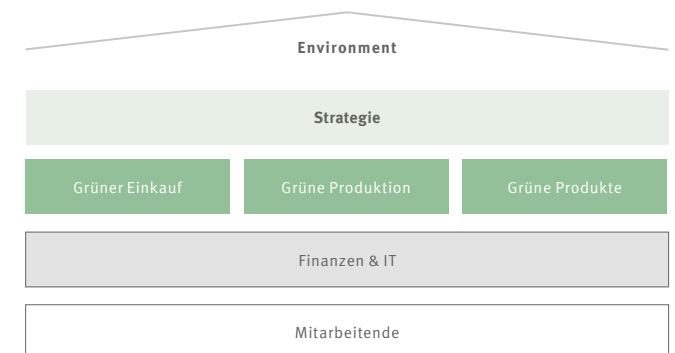 Environment
Strategie
Grüner Einkauf
Grüne Produktion
Grüne Produkte
Finanzen & IT
Mitarbeitende